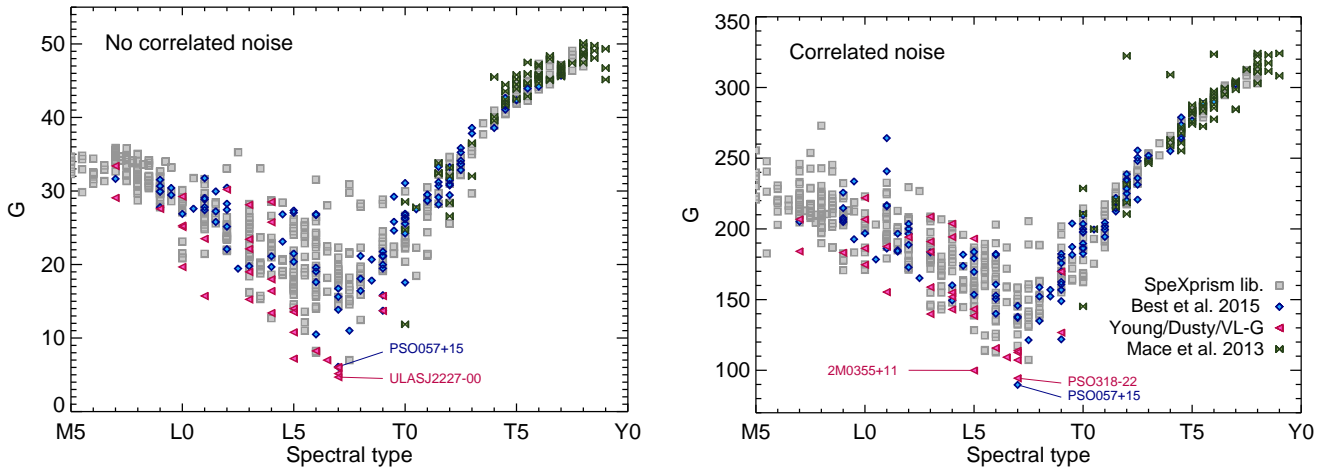 No correlated noise
50
40
30
20
10
0
G
M5 L0 L5 T0 T5 Y0
Spectral type
PSO057+15
ULASJ2227-00
Correlated noise
350
300
250
200
150
100
G
M5 L0 L5 T0 T5 Y0
Spectral type
SpeXprism lib.
Best et al. 2015
Young/Dusty/VL-G
Mace et al. 2013
2M0355+11
PSO318-22
PSO057+15